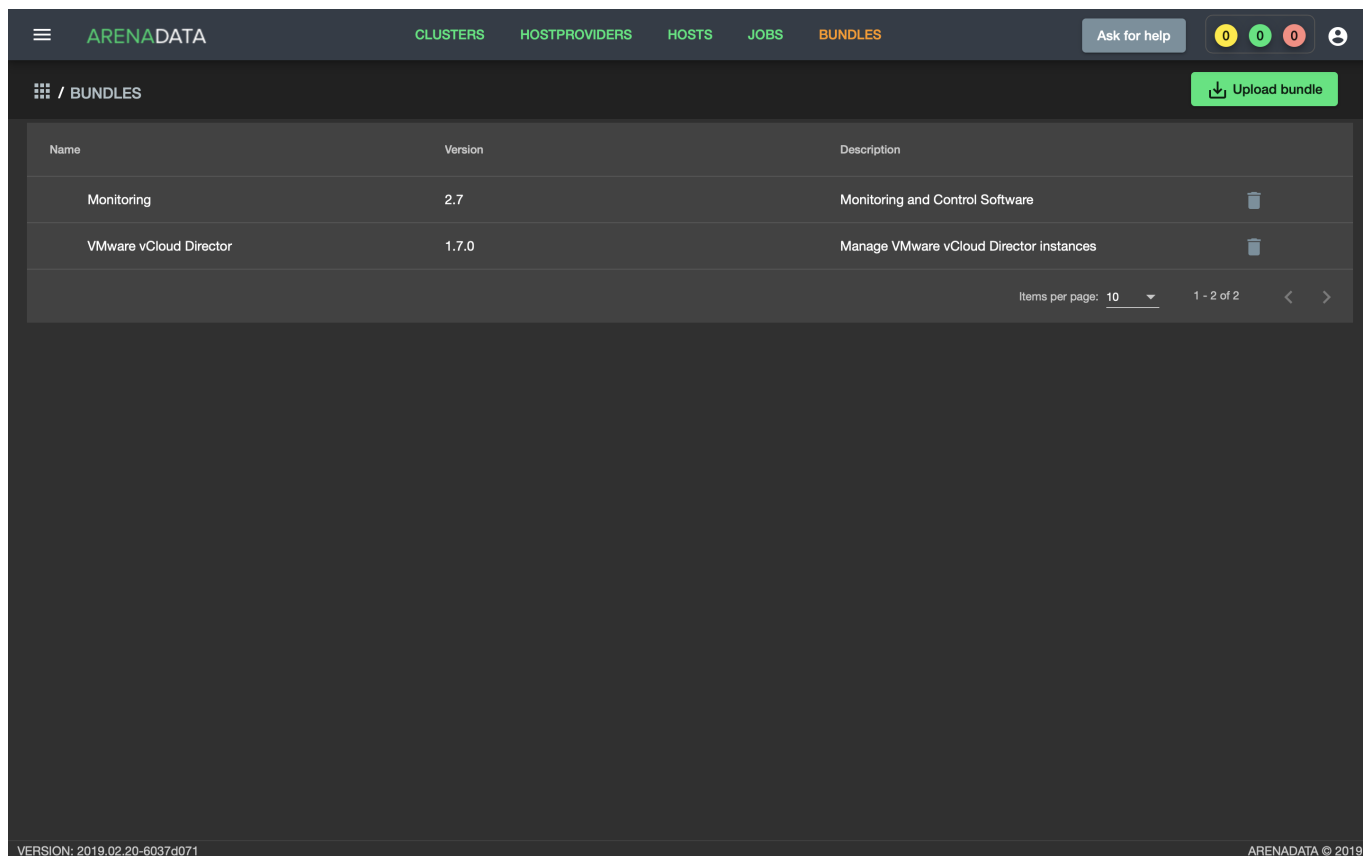 ARENADATA CLUSTERS HOSTPROVIDERS HOSTS JOBS BUNDLES Ask for help 0 0 0
/ BUNDLES Upload bundle
Name Version Description
Monitoring 2.7 Monitoring and Control Software
VMware vCloud Director 1.7.0 Manage VMware vCloud Director instances
Items per page: 10 1 - 2 of 2
VERSION: 2019.02.20-6037d071 ARENADATA © 2019